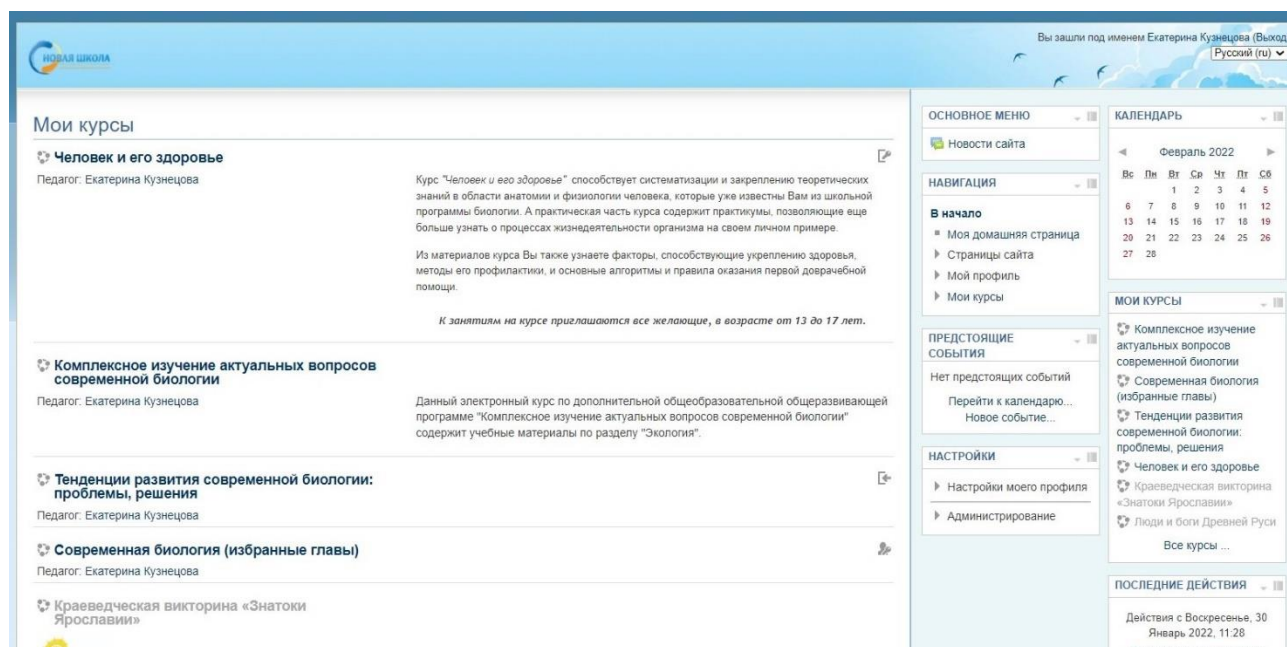 Вы зашли под именем Екатерина Кузнецова (Выход
Русский (ru)
НОВАЯ ШКОЛА
Мои курсы
Человек и его здоровье
Педагог: Екатерина Кузнецова
Курс "Человек и его здоровье" способствует систематизации и закреплению теоретических
знаний в области анатомии и физиологии человека, которые уже известны Вам из школьной
программы биологии. А практическая часть курса содержит практикумы, позволяющие еще
больше узнать о процессах жизнедеятельности организма на своем личном примере.
Из материалов курса Вы также узнаете факторы, способствующие укреплению здоровья,
методы его профилактики, и основные алгоритмы и правила оказания первой доврачебной
помощи.
К занятиям на курсе приглашаются все желающие, в возрасте от 13 до 17 лет.
Комплексное изучение актуальных вопросов
современной биологии
Педагог: Екатерина Кузнецова
Данный электронный курс по дополнительной общеобразовательной общеразвивающей
программе "Комплексное изучение актуальных вопросов современной биологии"
содержит учебные материалы по разделу "Экология".
Тенденции развития современной биологии:
проблемы, решения
Педагог: Екатерина Кузнецова
Современная биология (избранные главы)
Педагог: Екатерина Кузнецова
Краеведческая викторина «Знатоки
Ярославии»
ОСНОВНОЕ МЕНЮ
Новости сайта
НАВИГАЦИЯ
В начало
Моя домашняя страница
Страницы сайта
Мой профиль
Мои курсы
ПРЕДСТОЯЩИЕ
СОБЫТИЯ
Нет предстоящих событий
Перейти к календарю...
Новое событие...
НАСТРОЙКИ
Настройки моего профиля
Администрирование
КАЛЕНДАРЬ
Февраль 2022
Вс Пн Вт Ср Чт Пт Сб
1 2 3 4 5
6 7 8 9 10 11 12
13 14 15 16 17 18 19
20 21 22 23 24 25 26
27 28
МОИ КУРСЫ
Комплексное изучение
актуальных вопросов
современной биологии
Современная биология
(избранные главы)
Тенденции развития
современной биологии:
проблемы, решения
Человек и его здоровье
Краеведческая викторина
«Знатоки Ярославии»
Люди и боги Древней Руси
Все курсы ...
ПОСЛЕДНИЕ ДЕЙСТВИЯ
Действия с Воскресенье, 30
Январь 2022, 11:28